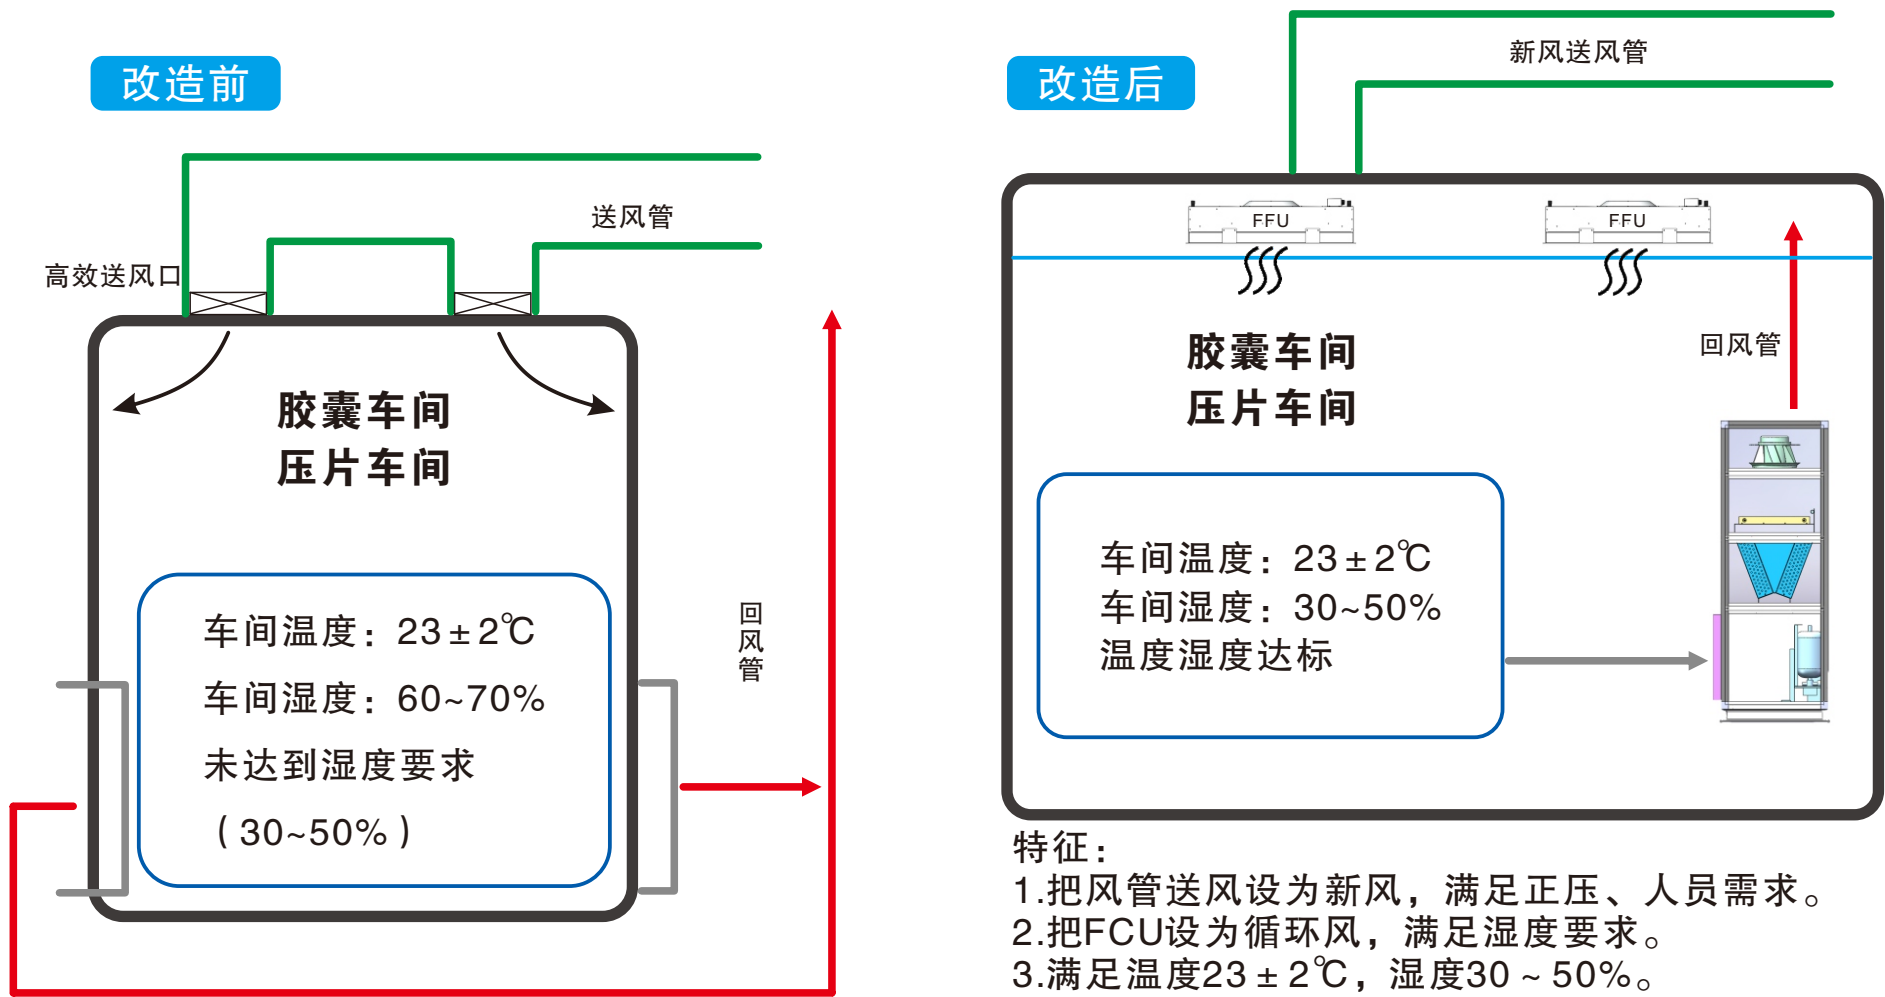 改造前
送风管
高效送风口
胶囊车间
压片车间
车间温度：23±2℃
车间湿度：60~70%
未达到湿度要求
（30~50%）
回风管
改造后
新风送风管
FFU
FFU
胶囊车间
压片车间
回风管
车间温度：23±2℃
车间湿度：30~50%
温度湿度达标
特征：
1.把风管送风设为新风，满足正压、人员需求。
2.把FCU设为循环风，满足湿度要求。
3.满足温度23±2℃，湿度30~50%。